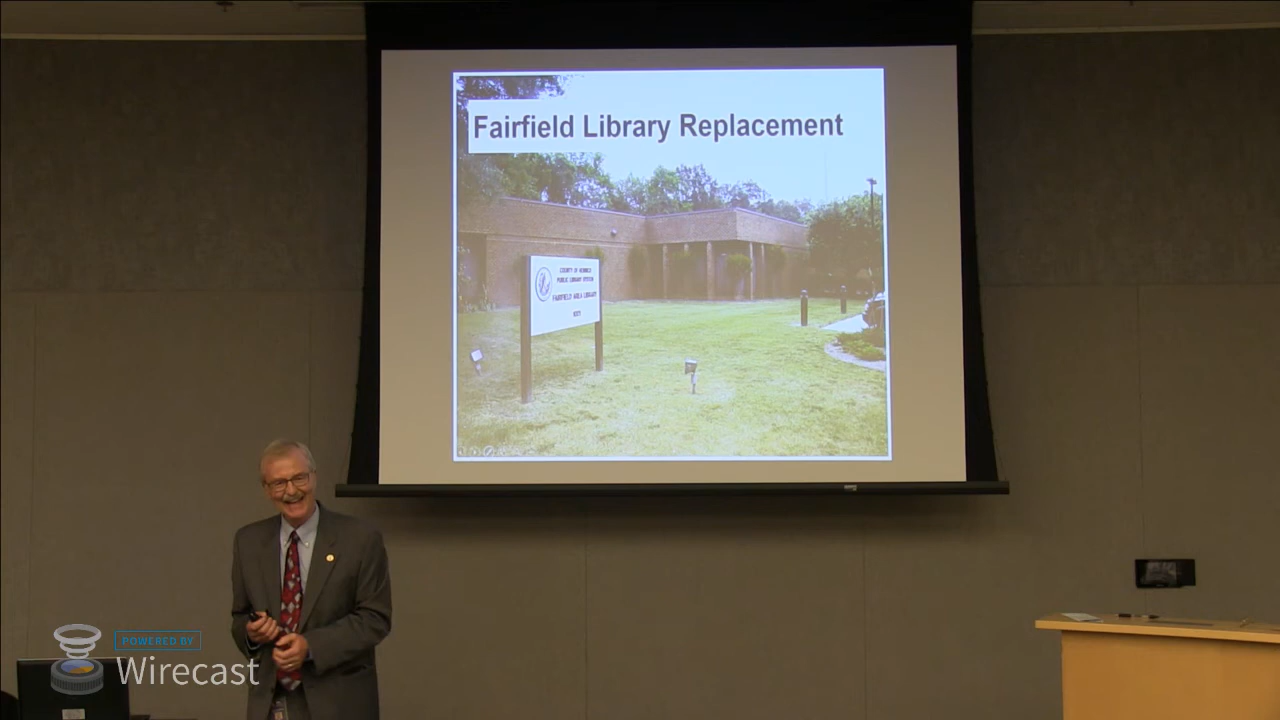 Fairfield Library Replacement
COUNTY OF HENRICO
PUBLIC LIBRARY SYSTEM
FAIRFIELD AREA LIBRARY
POWERED BY
Wirecast